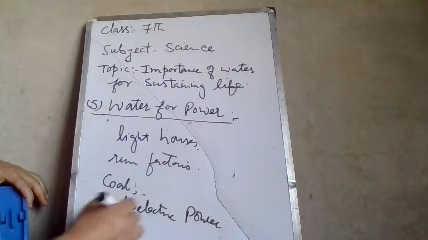 Class: 7th
Subject:- Science
Topic:- Importance of water
for sustaining life.
(5) Water for Power
light houses,
run factories.
Coal:-
electric Power